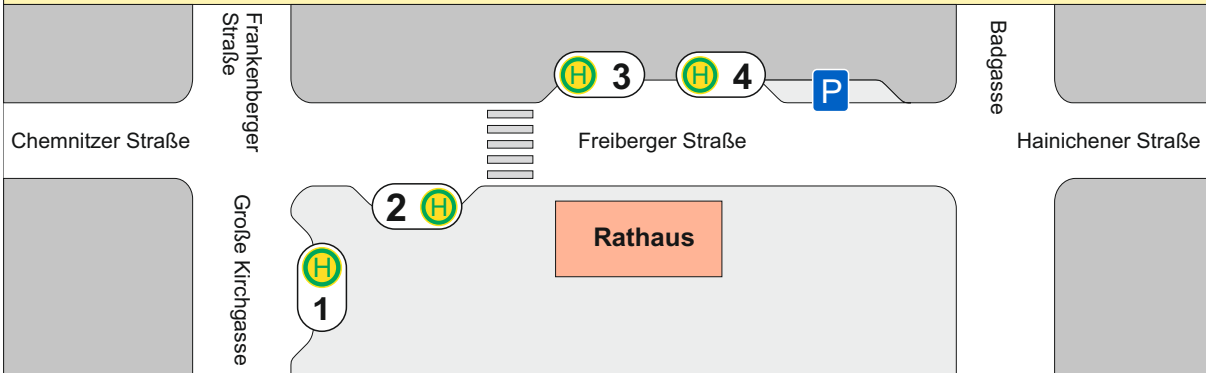 Frankenberger
Straße
Badgasse
H 3
H 4
P
Chemnitzer Straße
Freiberger Straße
Hainichener Straße
2 H
Große Kirchgasse
Rathaus
H
1